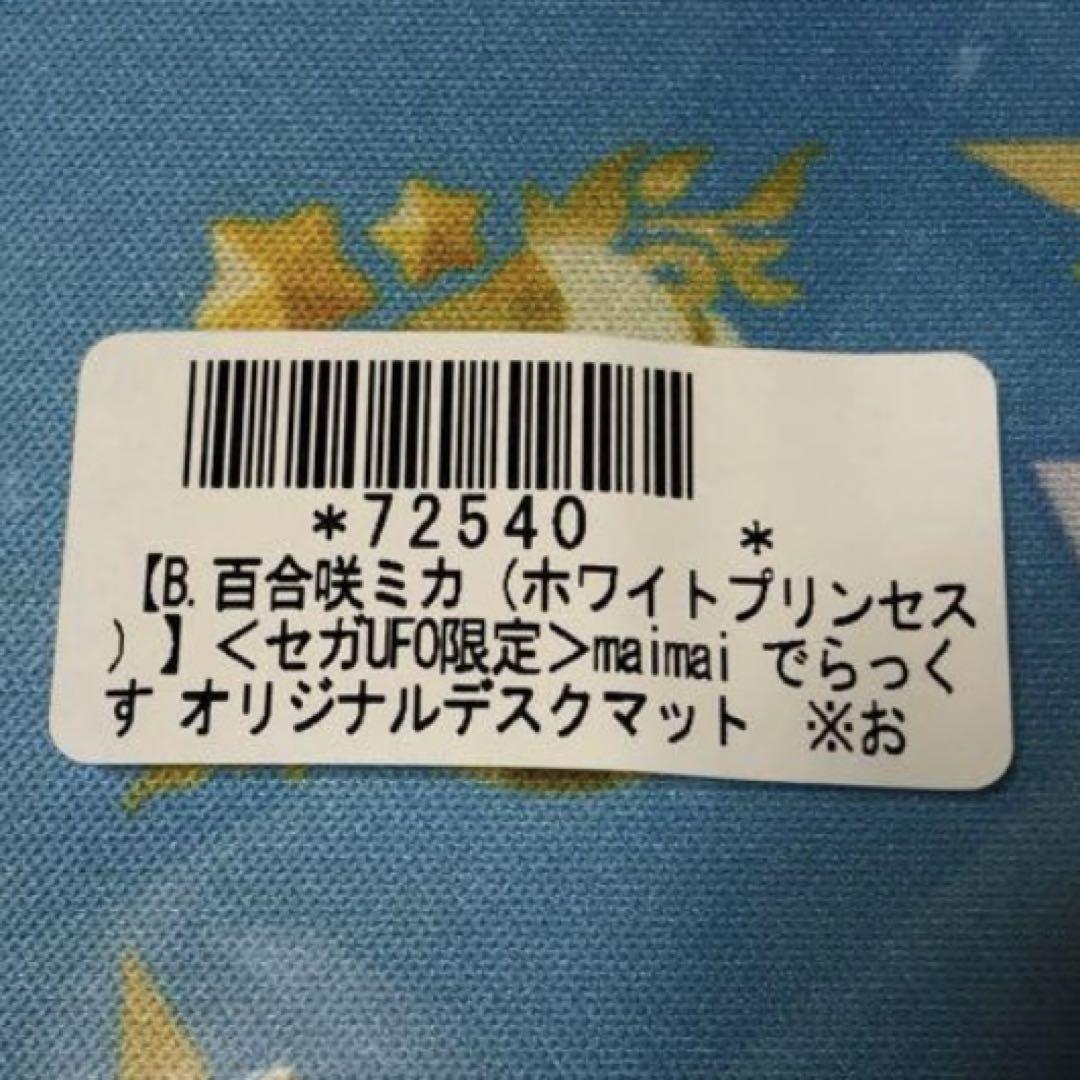 *72540 *
【B.百合咲ミカ（ホワイトプリンセス
）】＜セガUFO限定＞maimai でらっく
す オリジナルデスクマット ※お